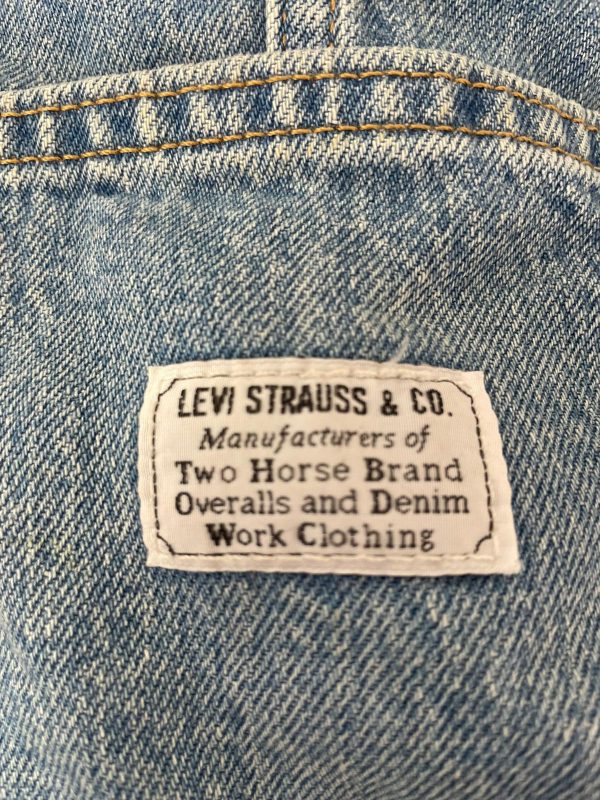 LEVI STRAUSS & CO.
Manufacturers of
Two Horse Brand
Overalls and Denim
Work Clothing